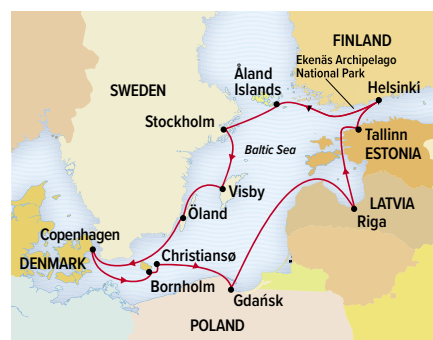 FINLAND
Ekenäs Archipelago
National Park
Helsinki
Åland
Islands
SWEDEN
Stockholm
Tallinn
ESTONIA
Baltic Sea
Visby
LATVIA
Öland
Riga
Copenhagen
Christiansø
DENMARK
Bornholm
Gdańsk
POLAND